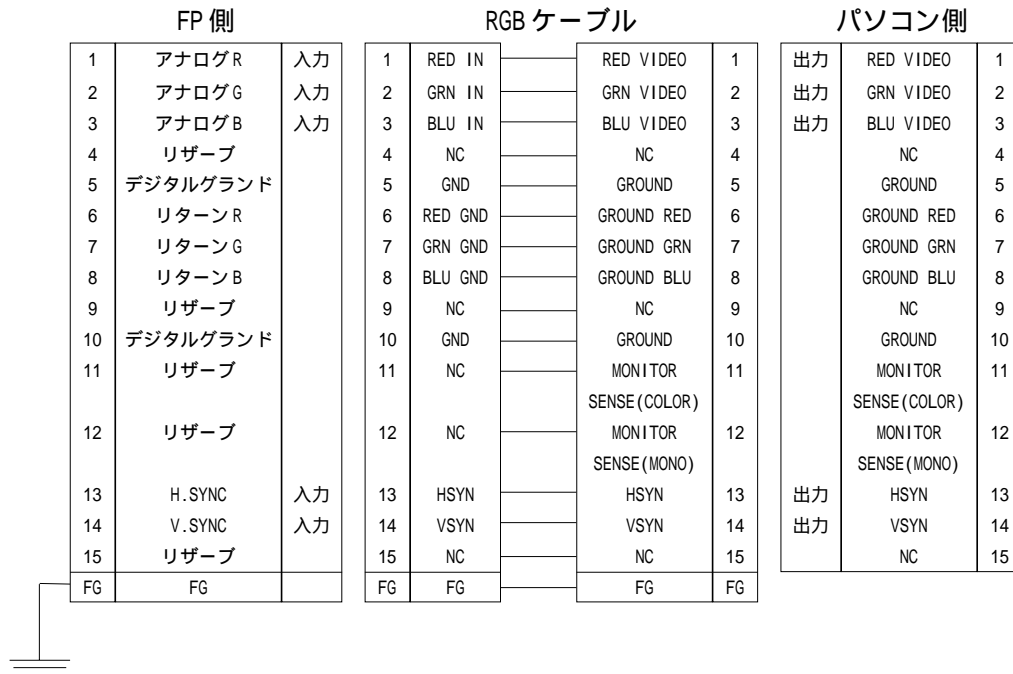 FP 側 RGB ケーブル パソコン側
1 アナログR 入力 1 RED IN RED VIDEO 1 出力 RED VIDEO 1
2 アナログG 入力 2 GRN IN GRN VIDEO 2 出力 GRN VIDEO 2
3 アナログB 入力 3 BLU IN BLU VIDEO 3 出力 BLU VIDEO 3
4 リザーブ 4 NC NC 4 NC 4
5 デジタルグランド 5 GND GROUND 5 GROUND 5
6 リターンR 6 RED GND GROUND RED 6 GROUND RED 6
7 リターンG 7 GRN GND GROUND GRN 7 GROUND GRN 7
8 リターンB 8 BLU GND GROUND BLU 8 GROUND BLU 8
9 リザーブ 9 NC NC 9 NC 9
10 デジタルグランド 10 GND GROUND 10 GROUND 10
11 リザーブ 11 NC MONITOR 11 MONITOR 11
SENSE(COLOR) SENSE(COLOR)
12 リザーブ 12 NC MONITOR 12 MONITOR 12
SENSE(MONO) SENSE(MONO)
13 H.SYNC 入力 13 HSYN HSYN 13 出力 HSYN 13
14 V.SYNC 入力 14 VSYN VSYN 14 出力 VSYN 14
15 リザーブ 15 NC NC 15 NC 15
FG FG FG FG FG FG